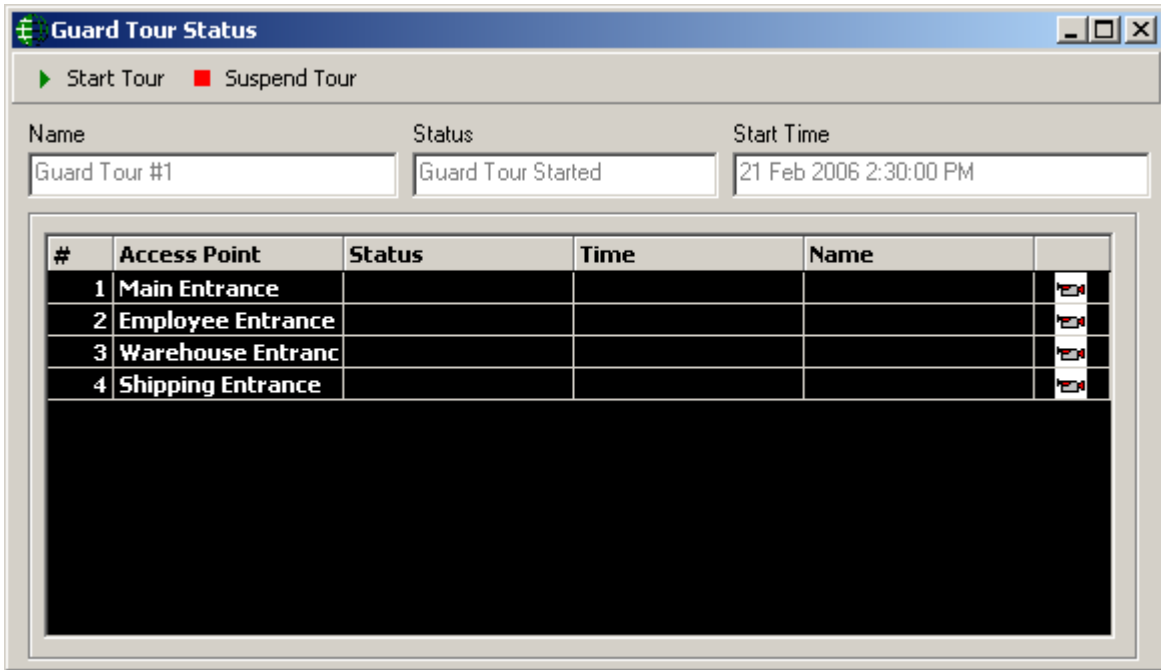 Guard Tour Status
Start Tour Suspend Tour
Name Status Start Time
Guard Tour #1 Guard Tour Started 21 Feb 2006 2:30:00 PM
# Access Point Status Time Name
1 Main Entrance
2 Employee Entrance
3 Warehouse Entranc
4 Shipping Entrance